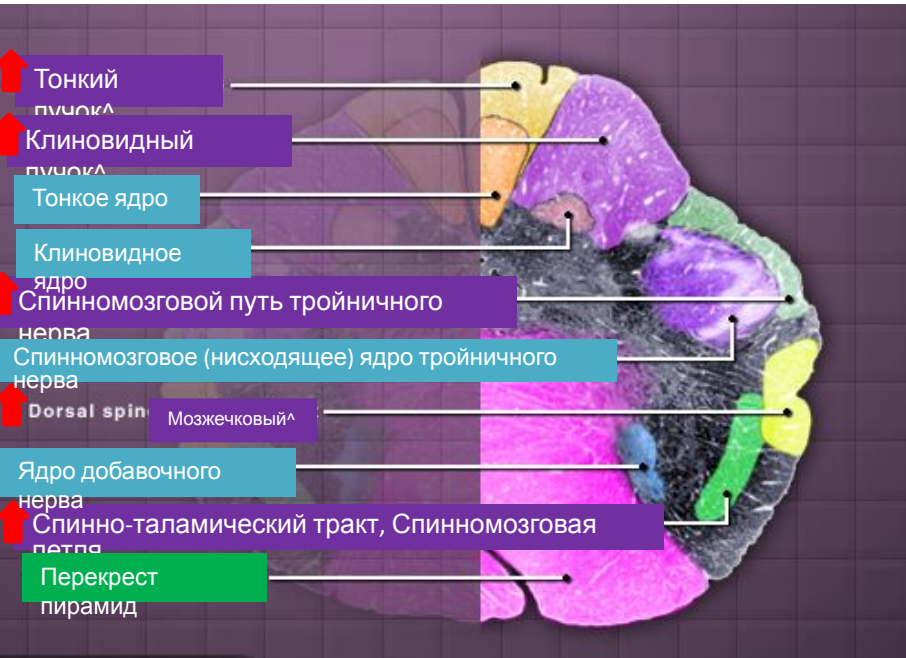 Тонкий
пучок^
Клиновидный
пучок^
Тонкое ядро
Клиновидное
ядро
Спинномозговой путь тройничного
нерва
Спинномозговое (нисходящее) ядро тройничного
нерва
Dorsal spin
Мозжечковый^
Ядро добавочного
нерва
Спинно-таламический тракт, Спинномозговая
петля
Перекрест
пирамид